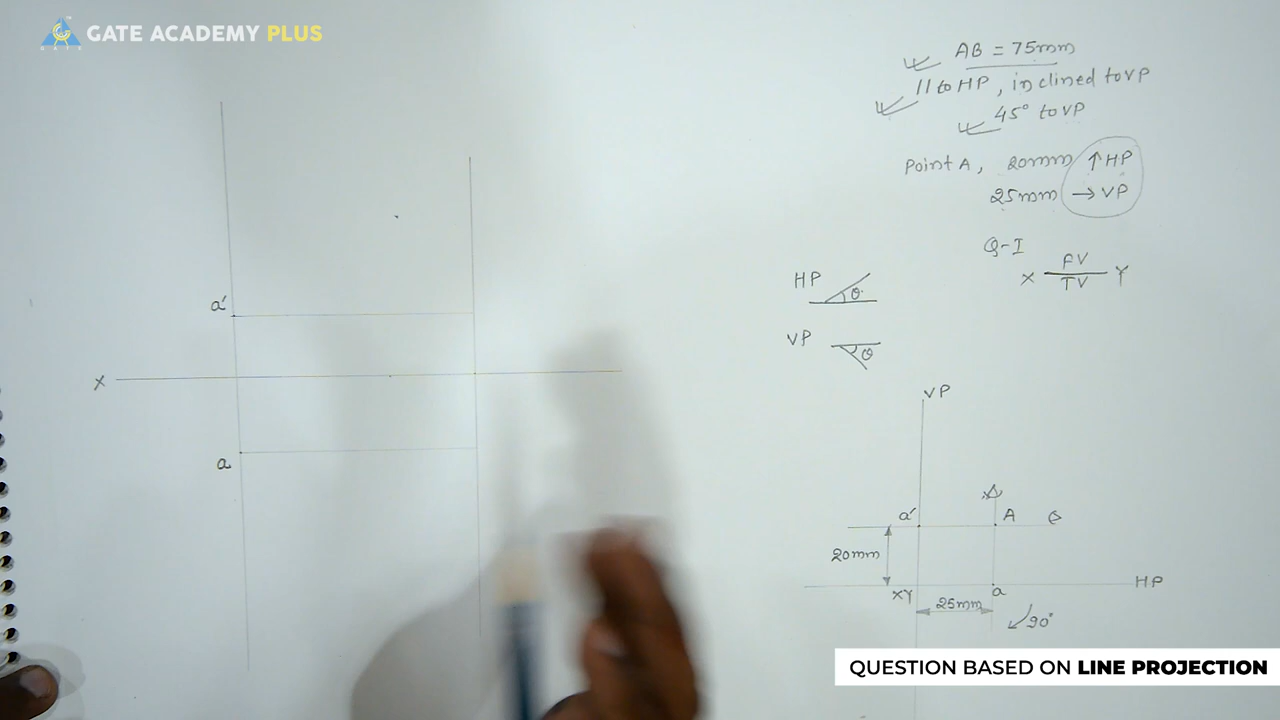 GATE ACADEMY PLUS
GATE
AB = 75mm
// to HP, inclined to VP
45° to VP
Point A, 20mm ↑ HP
25mm → VP
Q-I
X FV Y
TV
HP θ
VP θ
a'
X
a
VP
a' A
20mm
XY a HP
25mm
90°
QUESTION BASED ON LINE PROJECTION